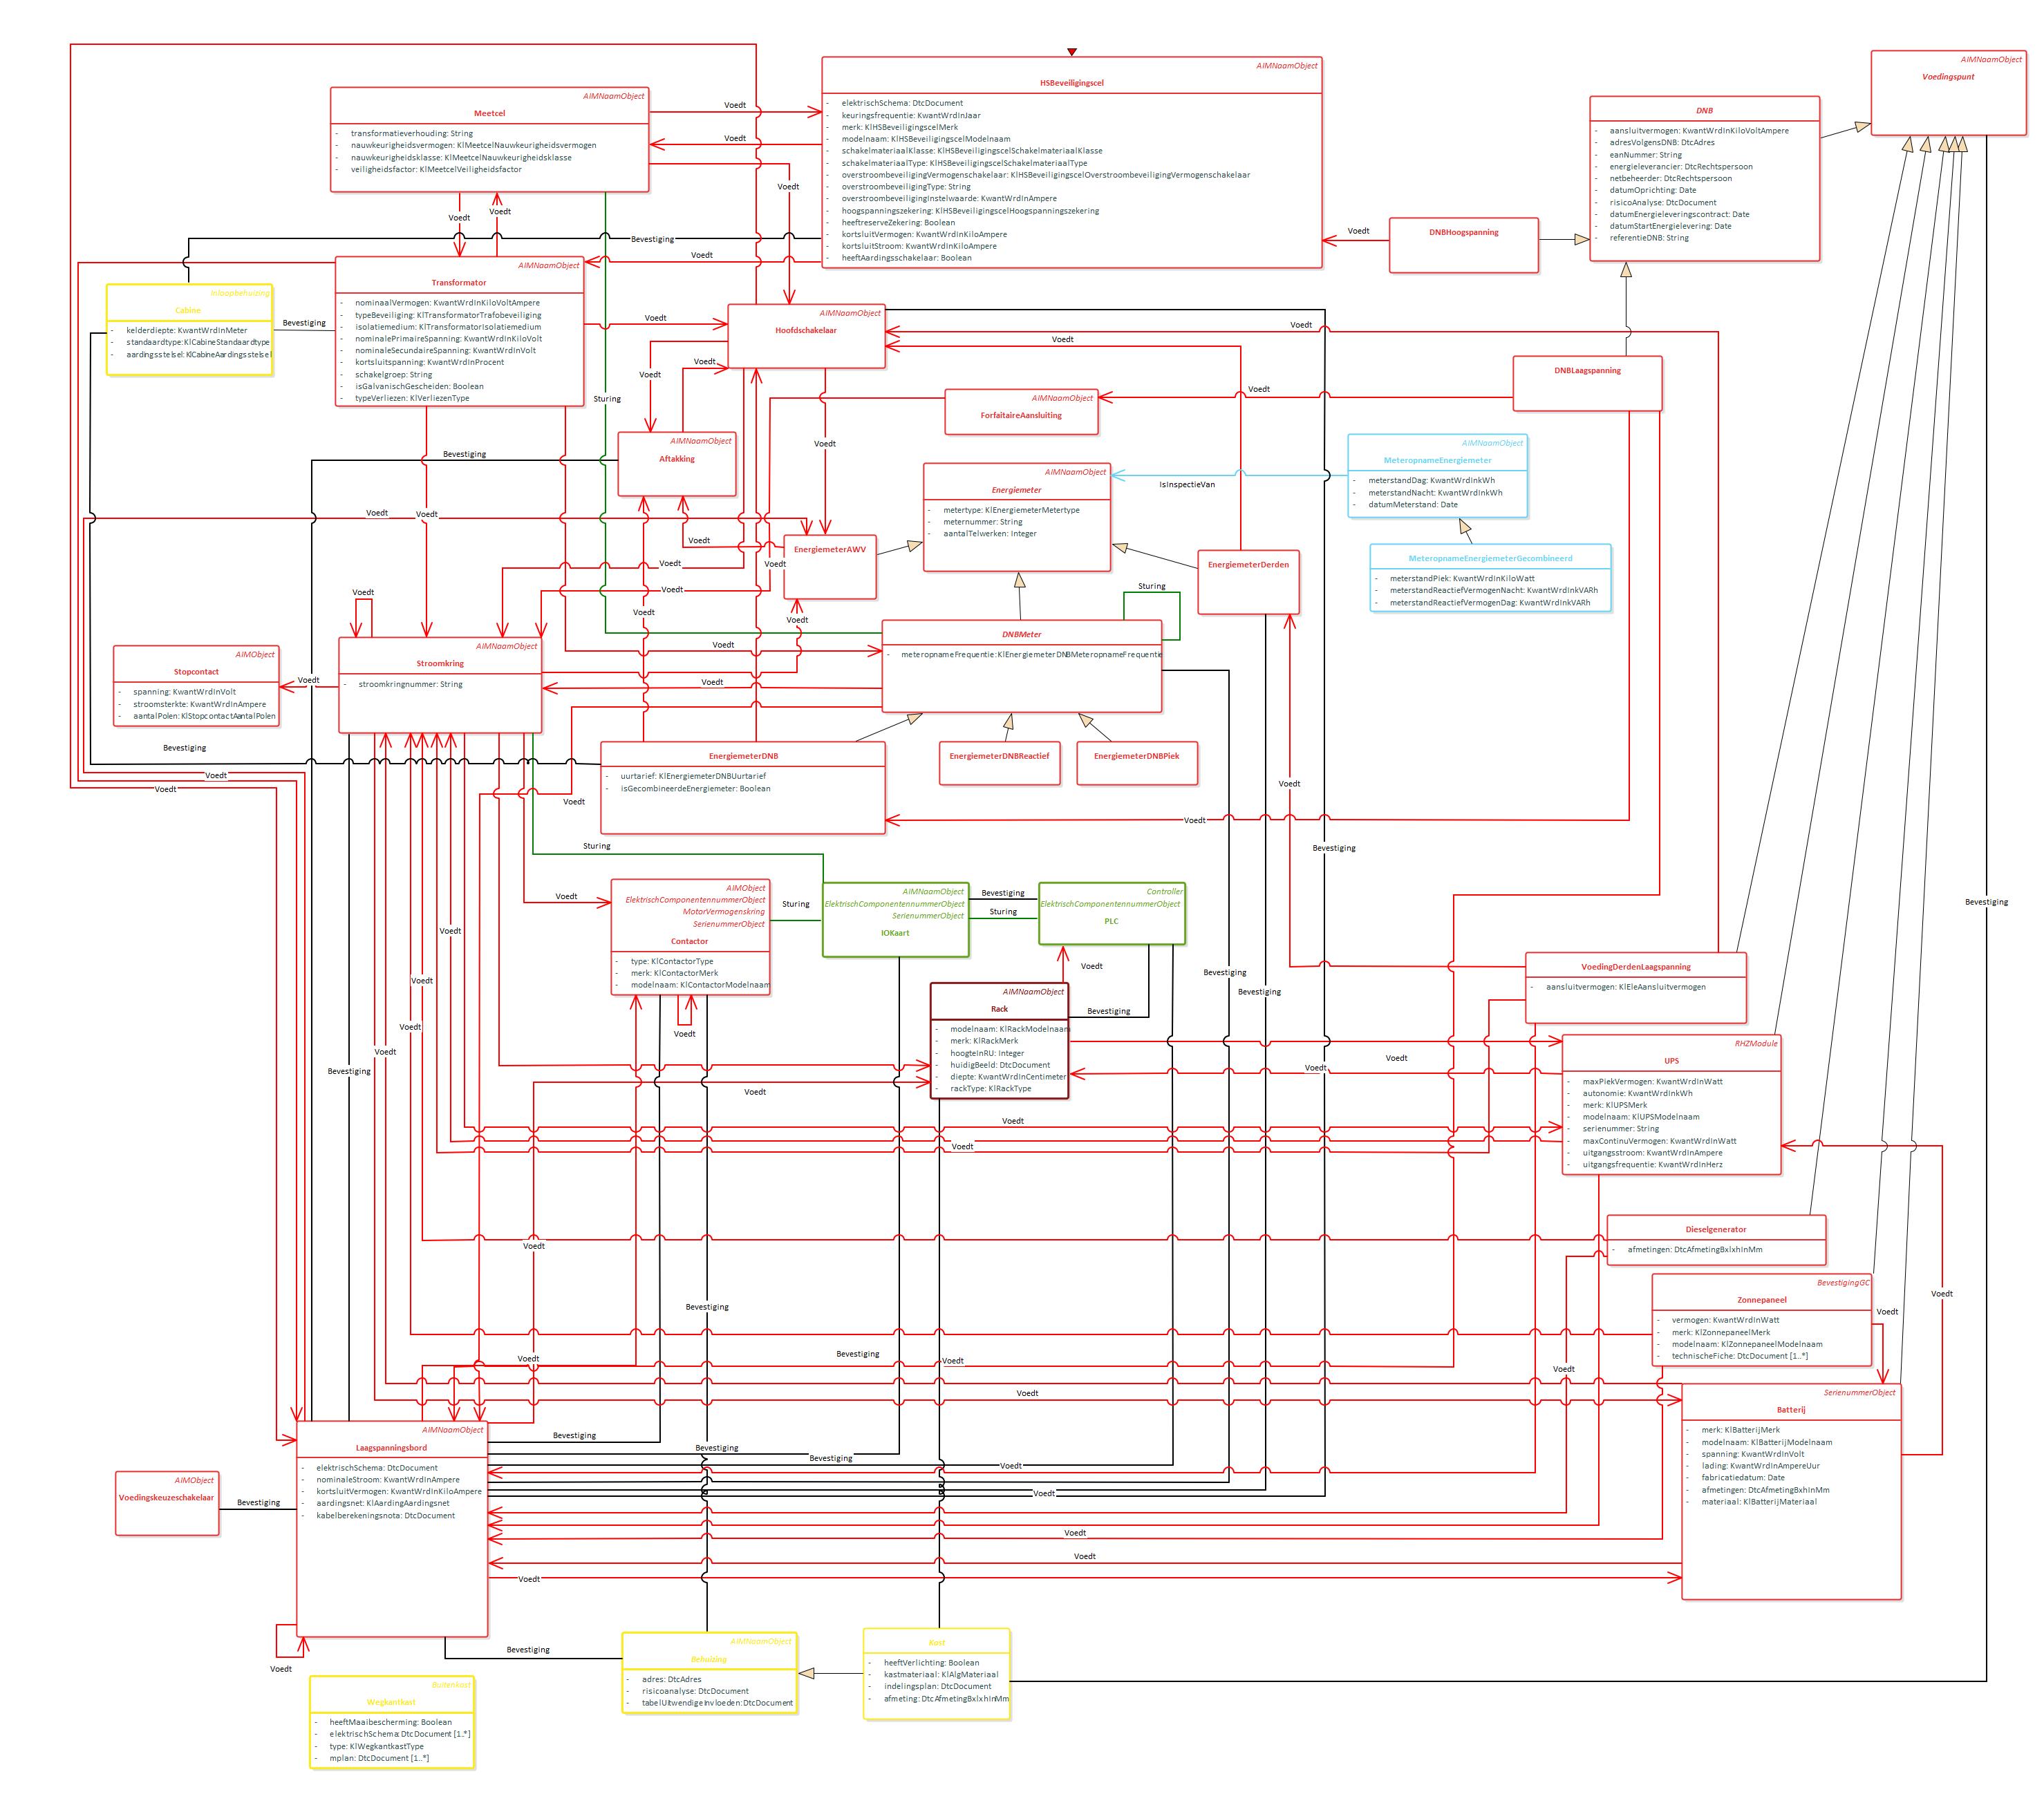 AIMNaamObject
Meetcel
- transformatieverhouding: String
- nauwkeurigheidsvermogen: KlMeetcelNauwkeurigheidsvermogen
- nauwkeurigheidsklasse: KlMeetcelNauwkeurigheidsklasse
- veiligheidsfactor: KlMeetcelVeiligheidsfactor
Voedt
Voedt
Voedt
Voedt
Voedt
AIMNaamObject
HSBeveiligingscel
- elektrischSchema: DtcDocument
- keuringsfrequentie: KwantWrdInJaar
- merk: KlHSBeveiligingscelMerk
- modelnaam: KlHSBeveiligingscelModelnaam
- schakelmateriaalKlasse: KlHSBeveiligingscelSchakelmateriaalKlasse
- schakelmateriaalType: KlHSBeveiligingscelSchakelmateriaalType
- overstroombeveiligingVermogenschakelaar: KlHSBeveiligingscelOverstroombeveiligingVermogenschakelaar
- overstroombeveiligingType: String
- overstroombeveiligingInstelwaarde: KwantWrdInAmpere
- hoogspanningszekering: KlHSBeveiligingscelHoogspanningszekering
- heeftreserveZekering: Boolean
- kortsluitVermogen: KwantWrdInKiloAmpere
- kortsluitStroom: KwantWrdInKiloAmpere
- heeftAardingsschakelaar: Boolean
AIMNaamObject
Voedingspunt
DNB
- aansluitvermogen: KwantWrdInKiloVoltAmpere
- adresVolgensDNB: DtcAdres
- eanNummer: String
- energieleverancier: DtcRechtspersoon
- netbeheerder: DtcRechtspersoon
- datumOprichting: Date
- risicoAnalyse: DtcDocument
- datumEnergieleveringscontract: Date
- datumStartEnergielevering: Date
- referentieDNB: String
DNBHoogspanning
Voedt
Bevestiging
Voedt
Inloopbehuizing
Cabine
- kelderdiepte: KwantWrdInMeter
- standaardtype: KlCabineStandaardtype
- aardingsstelsel: KlCabineAardingsstelsel
Bevestiging
AIMNaamObject
Transformator
- nominaalVermogen: KwantWrdInKiloVoltAmpere
- typeBeveiliging: KlTransformatorTrafobeveiliging
- isolatiemedium: KlTransformatorIsolatiemedium
- nominalePrimaireSpanning: KwantWrdInKiloVolt
- nominaleSecundaireSpanning: KwantWrdInVolt
- kortsluitspanning: KwantWrdInProcent
- schakelgroep: String
- isGalvanischGescheiden: Boolean
- typeVerliezen: KlVerliezenType
Voedt
AIMNaamObject
Hoofdschakelaar
Voedt
Voedt
Voedt
Voedt
DNBLaagspanning
Voedt
Sturing
AIMNaamObject
ForfaitaireAansluiting
AIMNaamObject
Aftakking
Bevestiging
Voedt
AIMNaamObject
Energiemeter
- metertype: KlEnergiemeterMetertype
- meternummer: String
- aantalTelwerken: Integer
IsInspectieVan
AIMNaamObject
MeteropnameEnergiemeter
- meterstandDag: KwantWrdInkWh
- meterstandNacht: KwantWrdInkWh
- datumMeterstand: Date
MeteropnameEnergiemeterGecombineerd
- meterstandPiek: KwantWrdInKiloWatt
- meterstandReactiefVermogenNacht: KwantWrdInkVARh
- meterstandReactiefVermogenDag: KwantWrdInkVARh
Voedt
Voedt
Voedt
EnergiemeterAWV
EnergiemeterDerden
Voedt
Voedt
Voedt
Voedt
Voedt
Sturing
DNBMeter
- meteropnameFrequentie: KlEnergiemeterDNBMeteropnameFrequentie
AIMObject
Stopcontact
- spanning: KwantWrdInVolt
- stroomsterkte: KwantWrdInAmpere
- aantalPolen: KlStopcontactAantalPolen
Voedt
AIMNaamObject
Stroomkring
- stroomkringnummer: String
Voedt
Voedt
Bevestiging
Voedt
Voedt
EnergiemeterDNB
- uurtarief: KlEnergiemeterDNBUurtarief
- isGecombineerdeEnergiemeter: Boolean
EnergiemeterDNBReactief
EnergiemeterDNBPiek
Voedt
Voedt
Voedt
Sturing
Bevestiging
AIMObject
ElektrischComponentennummerObject
MotorVermogenskring
SerienummerObject
Contactor
- type: KlContactorType
- merk: KlContactorMerk
- modelnaam: KlContactorModelnaam
Voedt
Sturing
AIMNaamObject
ElektrischComponentennummerObject
SerienummerObject
IOKaart
Bevestiging
Sturing
Controller
ElektrischComponentennummerObject
PLC
Bevestiging
Voedt
Voedt
Bevestiging
Bevestiging
VoedingDerdenLaagspanning
- aansluitvermogen: KlEleAansluitvermogen
Voedt
Voedt
Voedt
Bevestiging
AIMNaamObject
Rack
- modelnaam: KlRackModelnaam
- merk: KlRackMerk
- hoogteInRU: Integer
- huidigBeeld: DtcDocument
- diepte: KwantWrdInCentimeter
- rackType: KlRackType
Bevestiging
Voedt
Voedt
Voedt
Voedt
RHZModule
UPS
- maxPiekVermogen: KwantWrdInWatt
- autonomie: KwantWrdInkWh
- merk: KlUPSMerk
- modelnaam: KlUPSModelnaam
- serienummer: String
- maxContinuVermogen: KwantWrdInWatt
- uitgangsstroom: KwantWrdInAmpere
- uitgangsfrequentie: KwantWrdInHerz
Voedt
Voedt
Dieselgenerator
- afmetingen: DtcAfmetingBxlxhInMm
Voedt
BevestigingGC
Zonnepaneel
- vermogen: KwantWrdInWatt
- merk: KlZonnepaneelMerk
- modelnaam: KlZonnepaneelModelnaam
- technischeFiche: DtcDocument [1..*]
Voedt
Voedt
Bevestiging
Voedt
Bevestiging
Voedt
Voedt
Voedt
SerienummerObject
Batterij
- merk: KlBatterijMerk
- modelnaam: KlBatterijModelnaam
- spanning: KwantWrdInVolt
- lading: KwantWrdInAmpereUur
- fabricatiedatum: Date
- afmetingen: DtcAfmetingBxhInMm
- materiaal: KlBatterijMateriaal
AIMNaamObject
Laagspanningsbord
- elektrischSchema: DtcDocument
- nominaleStroom: KwantWrdInAmpere
- kortsluitVermogen: KwantWrdInKiloAmpere
- aardingsnet: KlAardingAardingsnet
- kabelberekeningsnota: DtcDocument
Bevestiging
Bevestiging
Bevestiging
Voedt
Voedt
AIMObject
Voedingskeuzeschakelaar
Bevestiging
Voedt
Voedt
Voedt
Voedt
Bevestiging
AIMNaamObject
Behuizing
- adres: DtcAdres
- risicoanalyse: DtcDocument
- tabelUitwendigeInvloeden: DtcDocument
Kast
- heeftVerlichting: Boolean
- kastmateriaal: KlAlgMateriaal
- indelingsplan: DtcDocument
- afmeting: DtcAfmetingBxlxhInMm
Buitenkast
Wegkantkast
- heeftMaaibescherming: Boolean
- elektrischSchema: DtcDocument [1..*]
- type: KlWegkantkastType
- mplan: DtcDocument [1..*]